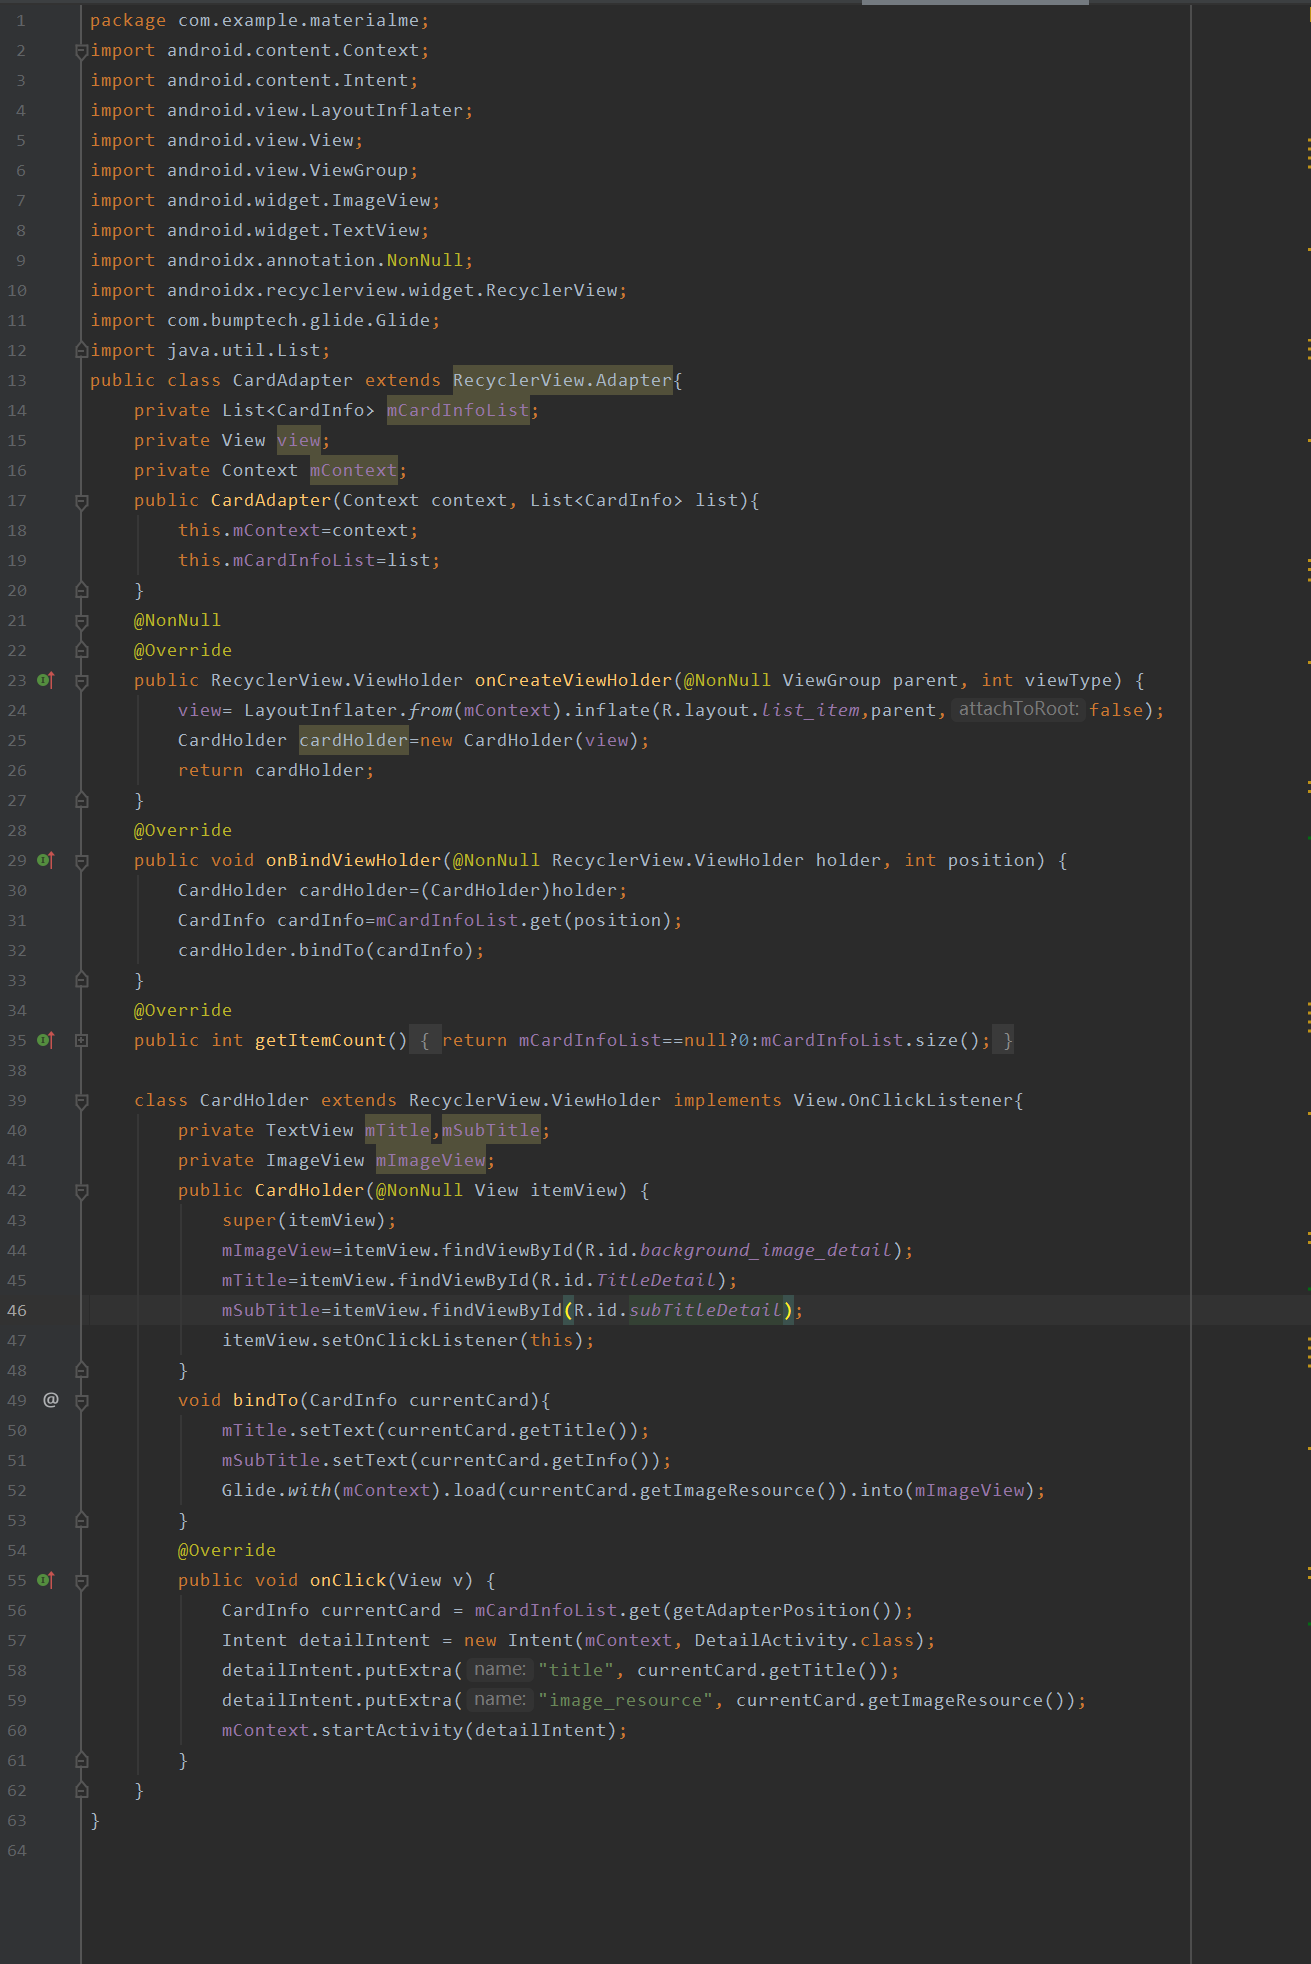 1 package com.example.materialme;
2 import android.content.Context;
3 import android.content.Intent;
4 import android.view.LayoutInflater;
5 import android.view.View;
6 import android.view.ViewGroup;
7 import android.widget.ImageView;
8 import android.widget.TextView;
9 import androidx.annotation.NonNull;
10 import androidx.recyclerview.widget.RecyclerView;
11 import com.bumptech.glide.Glide;
12 import java.util.List;
13 public class CardAdapter extends RecyclerView.Adapter{
14     private List<CardInfo> mCardInfoList;
15     private View view;
16     private Context mContext;
17     public CardAdapter(Context context, List<CardInfo> list){
18         this.mContext=context;
19         this.mCardInfoList=list;
20     }
21     @NonNull
22     @Override
23     public RecyclerView.ViewHolder onCreateViewHolder(@NonNull ViewGroup parent, int viewType) {
24         view= LayoutInflater.from(mContext).inflate(R.layout.list_item,parent, attachToRoot: false);
25         CardHolder cardHolder=new CardHolder(view);
26         return cardHolder;
27     }
28     @Override
29     public void onBindViewHolder(@NonNull RecyclerView.ViewHolder holder, int position) {
30         CardHolder cardHolder=(CardHolder)holder;
31         CardInfo cardInfo=mCardInfoList.get(position);
32         cardHolder.bindTo(cardInfo);
33     }
34     @Override
35     public int getItemCount() { return mCardInfoList==null?0:mCardInfoList.size(); }
38
39     class CardHolder extends RecyclerView.ViewHolder implements View.OnClickListener{
40         private TextView mTitle,mSubTitle;
41         private ImageView mImageView;
42         public CardHolder(@NonNull View itemView) {
43             super(itemView);
44             mImageView=itemView.findViewById(R.id.background_image_detail);
45             mTitle=itemView.findViewById(R.id.TitleDetail);
46             mSubTitle=itemView.findViewById(R.id.subTitleDetail);
47             itemView.setOnClickListener(this);
48         }
49 @       void bindTo(CardInfo currentCard){
50             mTitle.setText(currentCard.getTitle());
51             mSubTitle.setText(currentCard.getInfo());
52             Glide.with(mContext).load(currentCard.getImageResource()).into(mImageView);
53         }
54         @Override
55         public void onClick(View v) {
56             CardInfo currentCard = mCardInfoList.get(getAdapterPosition());
57             Intent detailIntent = new Intent(mContext, DetailActivity.class);
58             detailIntent.putExtra( name: "title", currentCard.getTitle());
59             detailIntent.putExtra( name: "image_resource", currentCard.getImageResource());
60             mContext.startActivity(detailIntent);
61         }
62     }
63 }
64